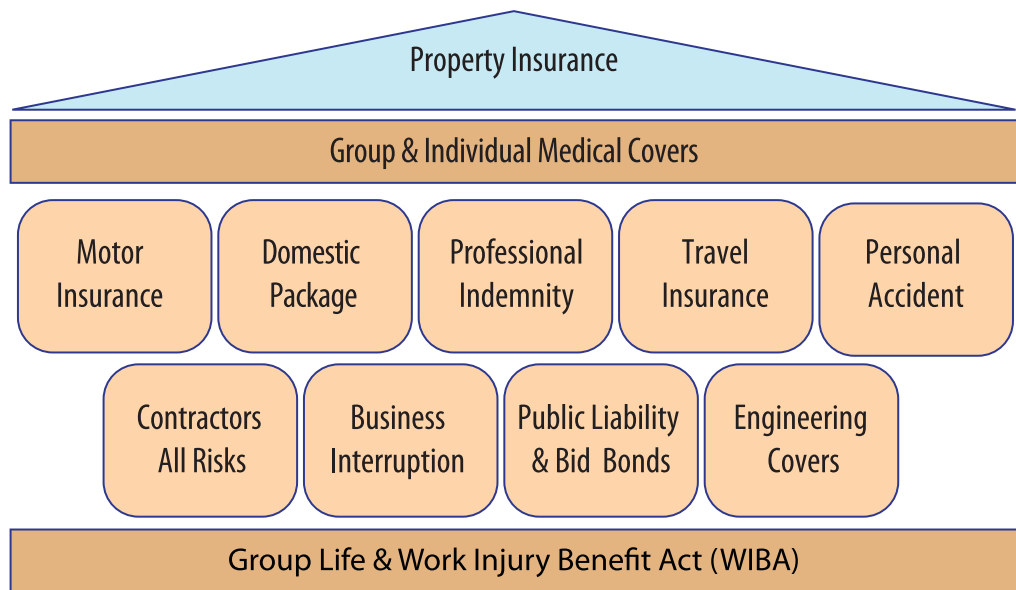 Property Insurance
Group & Individual Medical Covers
Motor
Insurance
Domestic
Package
Professional
Indemnity
Travel
Insurance
Personal
Accident
Contractors
All Risks
Business
Interruption
Public Liability
& Bid Bonds
Engineering
Covers
Group Life & Work Injury Benefit Act (WIBA)